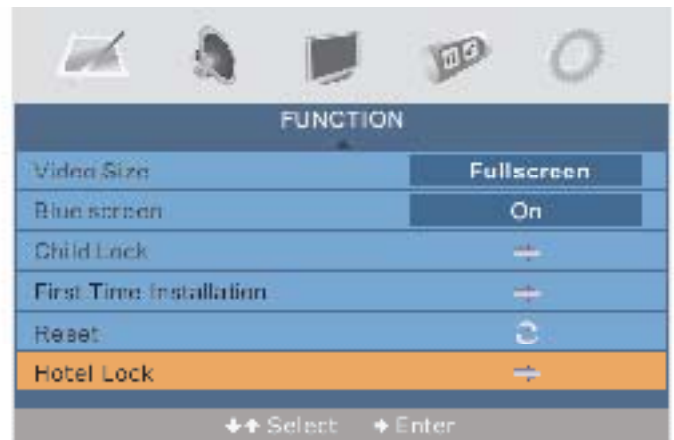 FUNCTION
Video Size Fullscreen
Blue screen On
Child Lock
First Time Installation
Reset
Hotel Lock
Select Enter